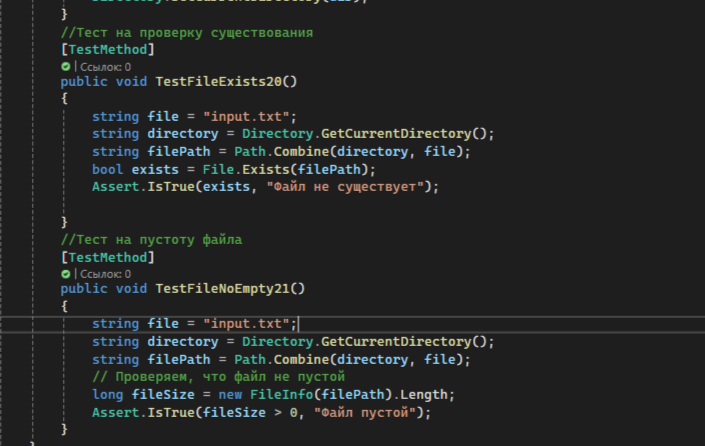 }
//Тест на проверку существования
[TestMethod]
| Ссылок: 0
public void TestFileExists20()
{
string file = "input.txt";
string directory = Directory.GetCurrentDirectory();
string filePath = Path.Combine(directory, file);
bool exists = File.Exists(filePath);
Assert.IsTrue(exists, "Файл не существует");
}
//Тест на пустоту файла
[TestMethod]
| Ссылок: 0
public void TestFileNoEmpty21()
{
string file = "input.txt";
string directory = Directory.GetCurrentDirectory();
string filePath = Path.Combine(directory, file);
// Проверяем, что файл не пустой
long fileSize = new FileInfo(filePath).Length;
Assert.IsTrue(fileSize > 0, "Файл пустой");
}